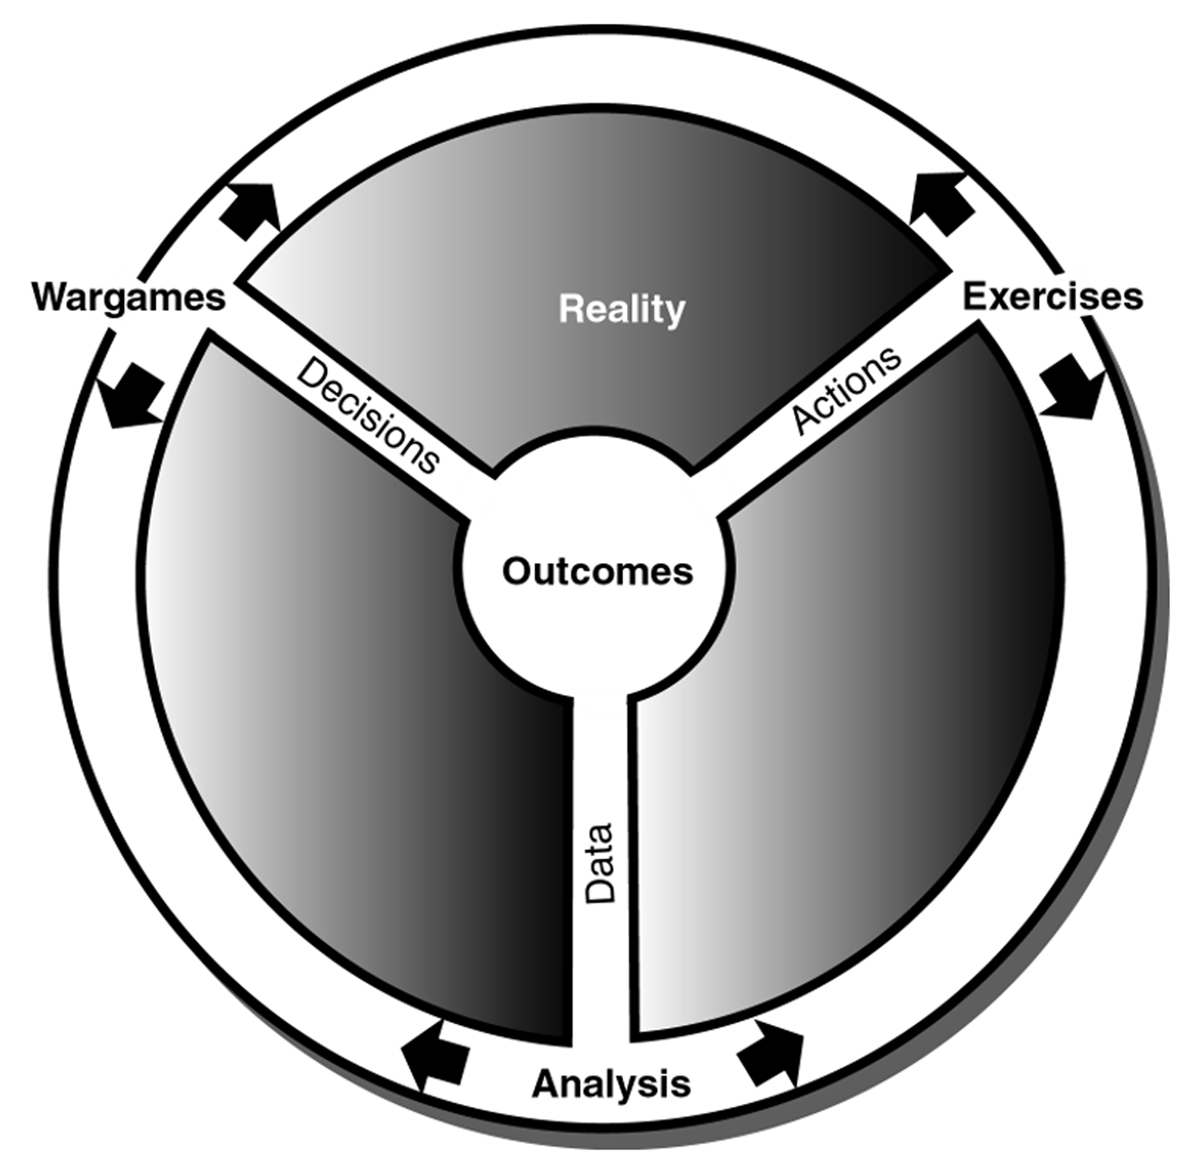 Wargames
Reality
Exercises
Decisions
Actions
Outcomes
Data
Analysis